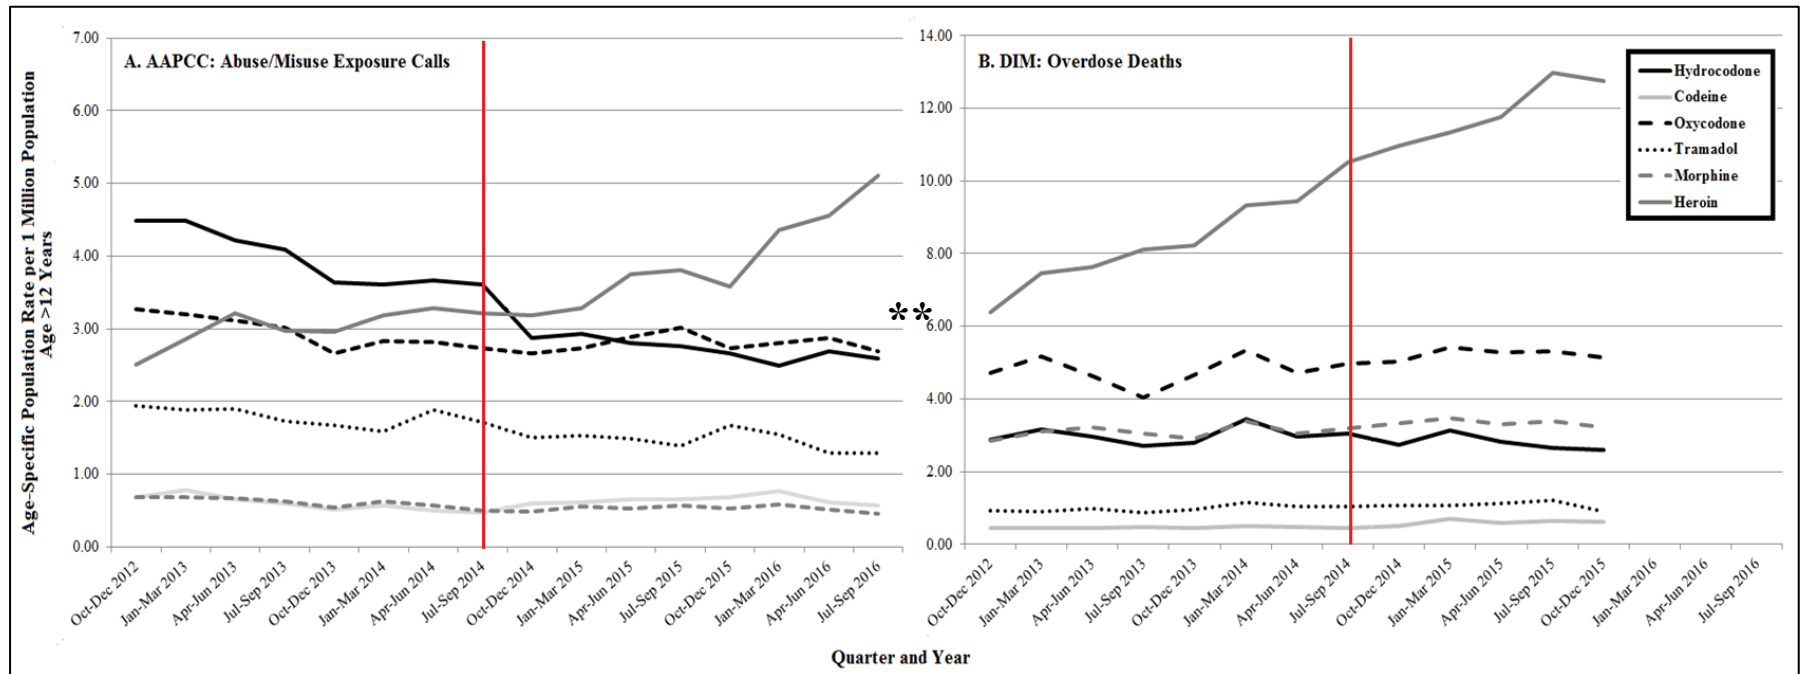 A. AAPCC: Abuse/Misuse Exposure Calls
Age-Specific Population Rate per 1 Million Population
Age >12 Years
7.00
6.00
5.00
4.00
3.00
2.00
1.00
0.00
Oct-Dec 2012
Jan-Mar 2013
Apr-Jun 2013
Jul-Sep 2013
Oct-Dec 2013
Jan-Mar 2014
Apr-Jun 2014
Jul-Sep 2014
Oct-Dec 2014
Jan-Mar 2015
Apr-Jun 2015
Jul-Sep 2015
Oct-Dec 2015
Jan-Mar 2016
Apr-Jun 2016
Jul-Sep 2016
**
B. DIM: Overdose Deaths
14.00
12.00
10.00
8.00
6.00
4.00
2.00
0.00
Oct-Dec 2012
Jan-Mar 2013
Apr-Jun 2013
Jul-Sep 2013
Oct-Dec 2013
Jan-Mar 2014
Apr-Jun 2014
Jul-Sep 2014
Oct-Dec 2014
Jan-Mar 2015
Apr-Jun 2015
Jul-Sep 2015
Oct-Dec 2015
Jan-Mar 2016
Apr-Jun 2016
Jul-Sep 2016
Hydrocodone
Codeine
Oxycodone
Tramadol
Morphine
Heroin
Quarter and Year